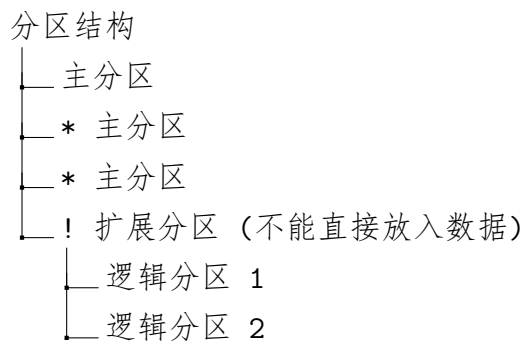 分区结构
主分区
* 主分区
* 主分区
! 扩展分区 (不能直接放入数据)
逻辑分区 1
逻辑分区 2